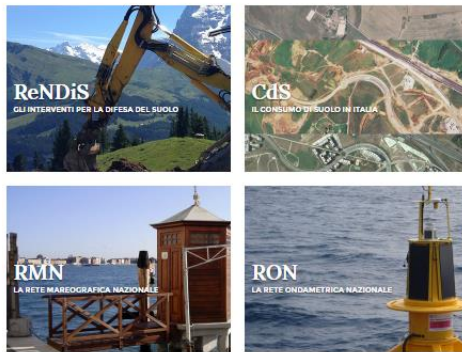 ReNDiS
GLI INTERVENTI PER LA DIFESA DEL SUOLO
CdS
IL CONSUMO DI SUOLO IN ITALIA
RMN
LA RETE MAREOGRAFICA NAZIONALE
RON
LA RETE ONDAMETRICA NAZIONALE